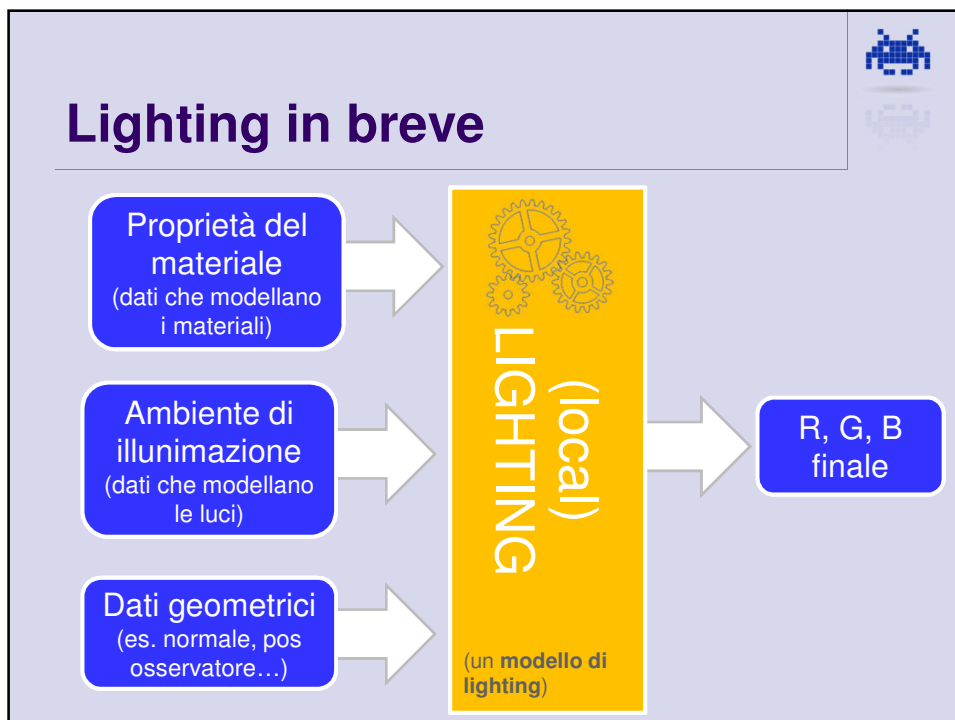 Lighting in breve
Proprietà del
materiale
(dati che modellano
i materiali)
Ambiente di
illunimazione
(dati che modellano
le luci)
Dati geometrici
(es. normale, pos
osservatore…)
(local)
LIGHTING
(un modello di
lighting)
R, G, B
finale